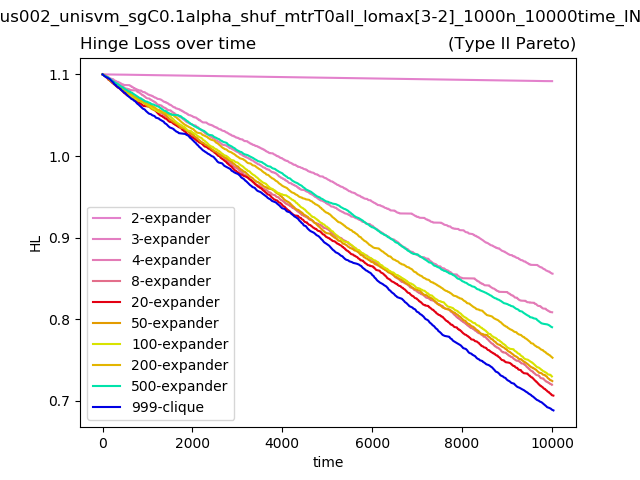 us002_unisvm_sgC0.1alpha_shuf_mtrT0all_lomax[3-2]_1000n_10000time_IN
Hinge Loss over time (Type II Pareto)
1.1
1.0
0.9
0.8
0.7
HL
2-expander
3-expander
4-expander
8-expander
20-expander
50-expander
100-expander
200-expander
500-expander
999-clique
0 2000 4000 6000 8000 10000
time